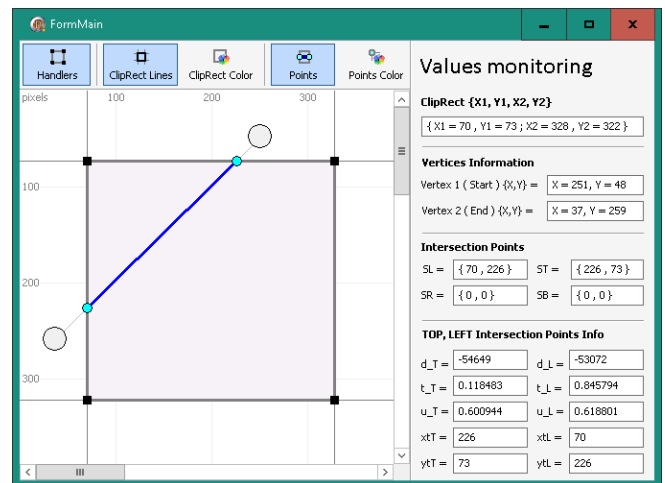 FormMain
Handlers ClipRect Lines ClipRect Color Points Points Color
pixels 100 200 300
100
200
300
Values monitoring
ClipRect {X1, Y1, X2, Y2}
{ X1 = 70 , Y1 = 73 ; X2 = 328 , Y2 = 322 }
Vertices Information
Vertex 1 ( Start ) {X,Y} = X = 251, Y = 48
Vertex 2 ( End ) {X,Y} = X = 37, Y = 259
Intersection Points
SL = { 70 , 226 } ST = { 226 , 73 }
SR = { 0 , 0 } SB = { 0 , 0 }
TOP, LEFT Intersection Points Info
d_T = -54649 d_L = -53072
t_T = 0.118483 t_L = 0.845794
u_T = 0.600944 u_L = 0.618801
xtT = 226 xtL = 70
ytT = 73 ytL = 226